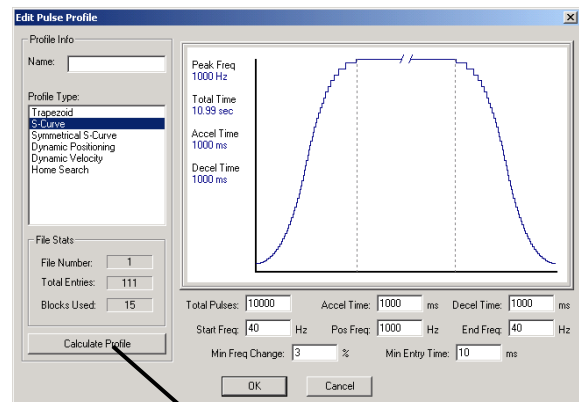 Edit Pulse Profile
Profile Info
Name:
Profile Type:
Trapezoid
S-Curve
Symmetrical S-Curve
Dynamic Positioning
Dynamic Velocity
Home Search
File Stats
File Number: 1
Total Entries: 111
Blocks Used: 15
Calculate Profile
Peak Freq
1000 Hz
Total Time
10.99 sec
Accel Time
1000 ms
Decel Time
1000 ms
Total Pulses: 10000 Accel Time: 1000 ms Decel Time: 1000 ms
Start Freq: 40 Hz Pos Freq: 1000 Hz End Freq: 40 Hz
Min Freq Change: 3 % Min Entry Time: 10 ms
OK Cancel